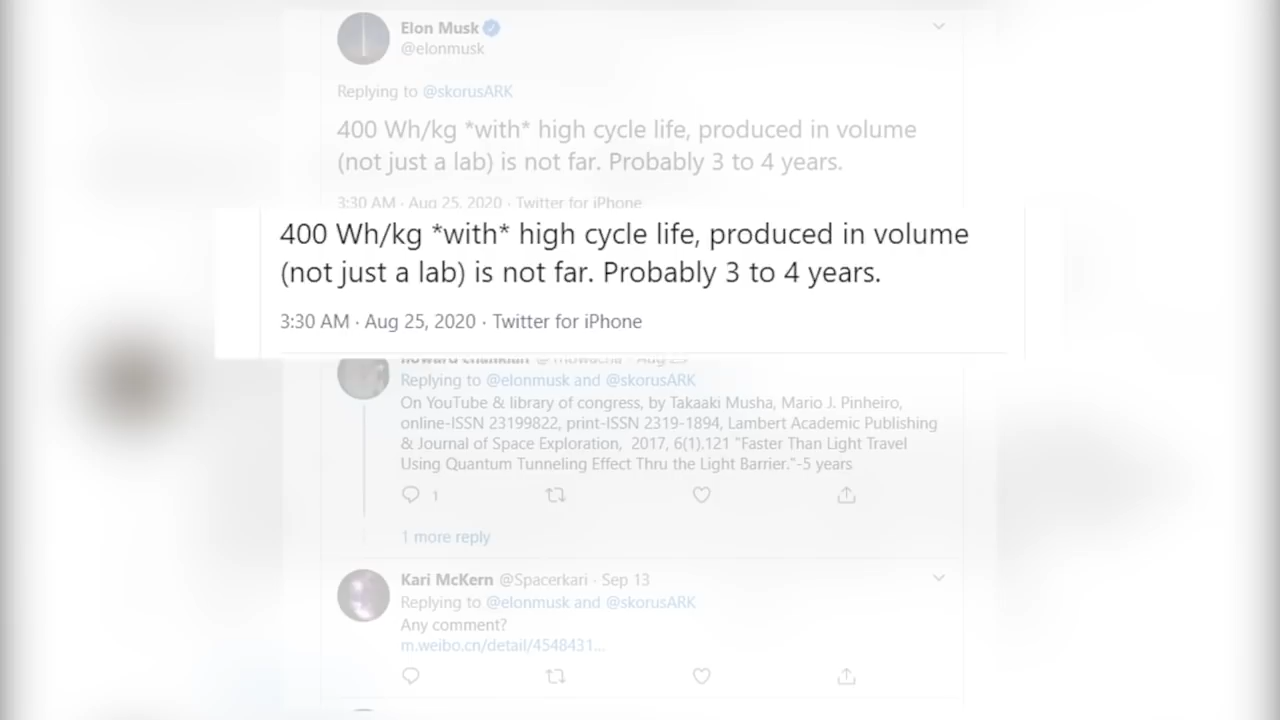 Elon Musk
@elonmusk
Replying to @skorusARK
400 Wh/kg *with* high cycle life, produced in volume
(not just a lab) is not far. Probably 3 to 4 years.
3:30 AM · Aug 25, 2020 · Twitter for iPhone
400 Wh/kg *with* high cycle life, produced in volume
(not just a lab) is not far. Probably 3 to 4 years.
3:30 AM · Aug 25, 2020 · Twitter for iPhone
Replying to @elonmusk and @skorusARK
On YouTube & library of congress, by Takaaki Musha, Mario J. Pinheiro,
online-ISSN 23199822, print-ISSN 2319-1894, Lambert Academic Publishing
& Journal of Space Exploration, 2017, 6(1).121 "Faster Than Light Travel
Using Quantum Tunneling Effect Thru the Light Barrier."-5 years
1
1 more reply
Kari McKern @Spacerkari · Sep 13
Replying to @elonmusk and @skorusARK
Any comment?
m.weibo.cn/detail/4548431...